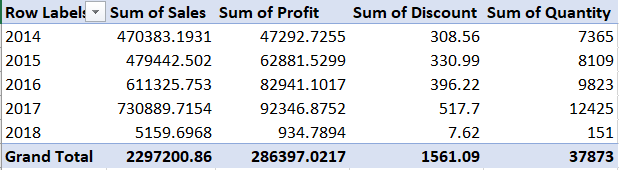 Row Labels Sum of Sales Sum of Profit Sum of Discount Sum of Quantity
2014 470383.1931 47292.7255 308.56 7365
2015 479442.502 62881.5299 330.99 8109
2016 611325.753 82941.1017 396.22 9823
2017 730889.7154 92346.8752 517.7 12425
2018 5159.6968 934.7894 7.62 151
Grand Total 2297200.86 286397.0217 1561.09 37873